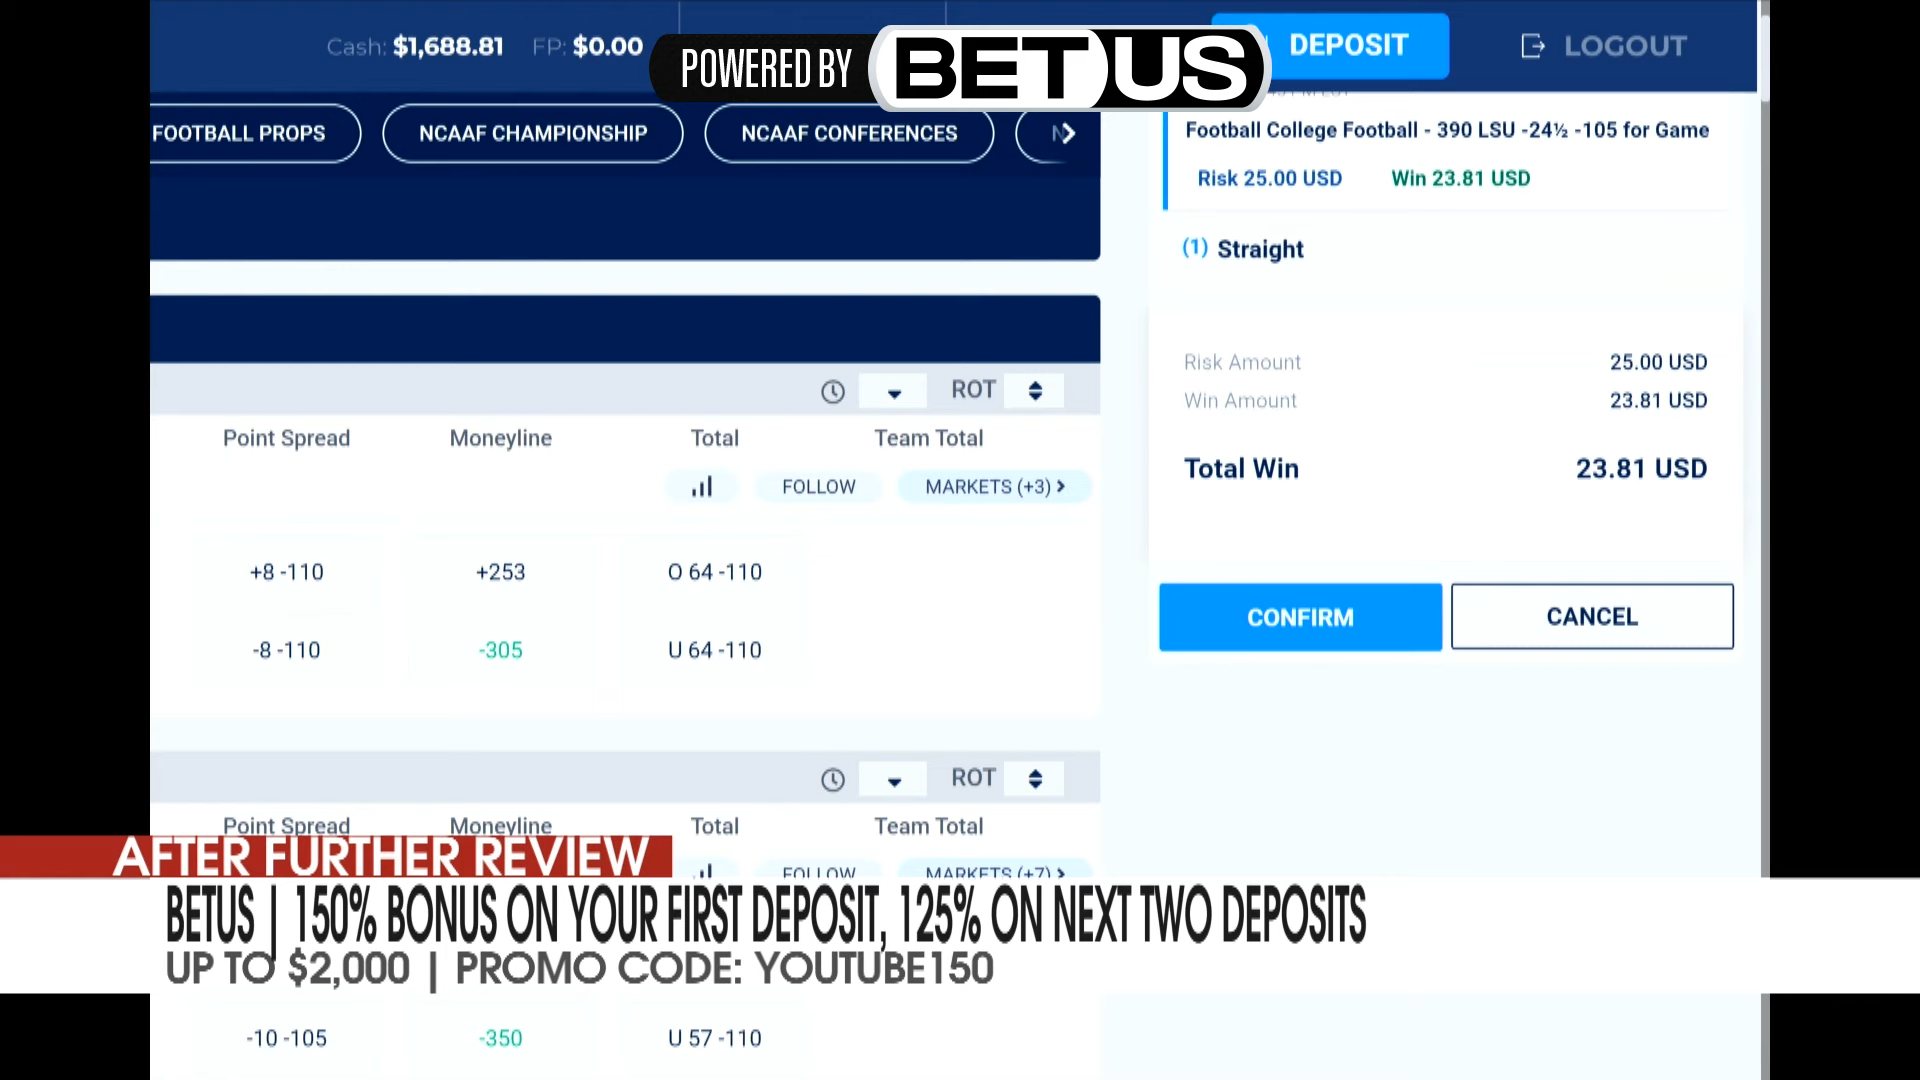 Cash: $1,688.81 FP: $0.00
POWERED BY BETUS
DEPOSIT
LOGOUT
FOOTBALL PROPS
NCAAF CHAMPIONSHIP
NCAAF CONFERENCES
Football College Football - 390 LSU -24½ -105 for Game
Risk 25.00 USD Win 23.81 USD
(1) Straight
Risk Amount 25.00 USD
Win Amount 23.81 USD
Total Win 23.81 USD
CONFIRM
CANCEL
ROT
Point Spread Moneyline Total Team Total
FOLLOW MARKETS (+3)
+8 -110 +253 O 64 -110
-8 -110 -305 U 64 -110
ROT
Point Spread Moneyline Total Team Total
FOLLOW MARKETS (+7)
AFTER FURTHER REVIEW
BETUS | 150% BONUS ON YOUR FIRST DEPOSIT, 125% ON NEXT TWO DEPOSITS
UP TO $2,000 | PROMO CODE: YOUTUBE150
-10 -105 -350 U 57 -110